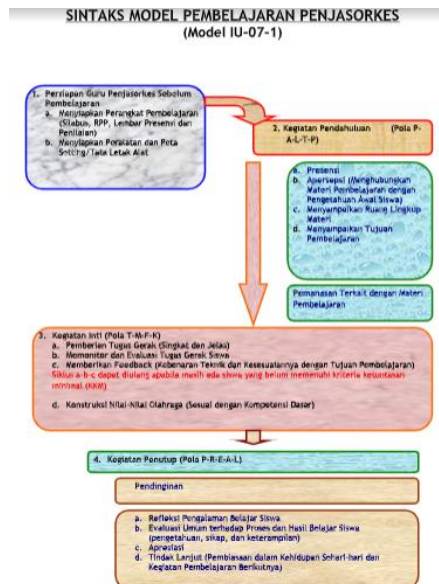 SINTAKS MODEL PEMBELAJARAN PENJASORKES
(Model IU-07-1)
1. Persiapan Guru Penjasorkes Sebelum
Pembelajaran
a. Menyiapkan Perangkat Pembelajaran
(Silabus, RPP, Lembar Presensi dan
Penilaian)
b. Menyiapkan Peralatan dan Peta
Setting/Tata Letak Alat
2. Kegiatan Pendahuluan (Pola P-
A-L-T-P)
a. Presensi
b. Apersepsi (Menghubungkan
Materi Pembelajaran dengan
Pengetahuan Awal Siswa)
c. Menyampaikan Ruang Lingkup
Materi
d. Menyampaikan Tujuan
Pembelajaran
Pemanasan Terkait dengan Materi
Pembelajaran
3. Kegiatan Inti (Pola T-M-F-K)
a. Pemberian Tugas Gerak (Singkat dan Jelas)
b. Memonitor dan Evaluasi Tugas Gerak Siswa
c. Memberikan Feedback (Kebenaran Teknik dan Kesesuaiannya dengan Tujuan Pembelajaran)
Siklus a-b-c dapat diulang apabila masih ada siswa yang belum memenuhi kriteria ketuntasan
minimal (KKM)
d. Konstruksi Nilai-Nilai Olahraga (Sesuai dengan Kompetensi Dasar)
4. Kegiatan Penutup (Pola P-R-E-A-L)
Pendinginan
a. Refleksi Pengalaman Belajar Siswa
b. Evaluasi Umum terhadap Proses dan Hasil Belajar Siswa
(pengetahuan, sikap, dan keterampilan)
c. Apresiasi
d. Tindak Lanjut (Pembiasaan dalam Kehidupan Sehari-hari dan
Kegiatan Pembelajaran Berikutnya)